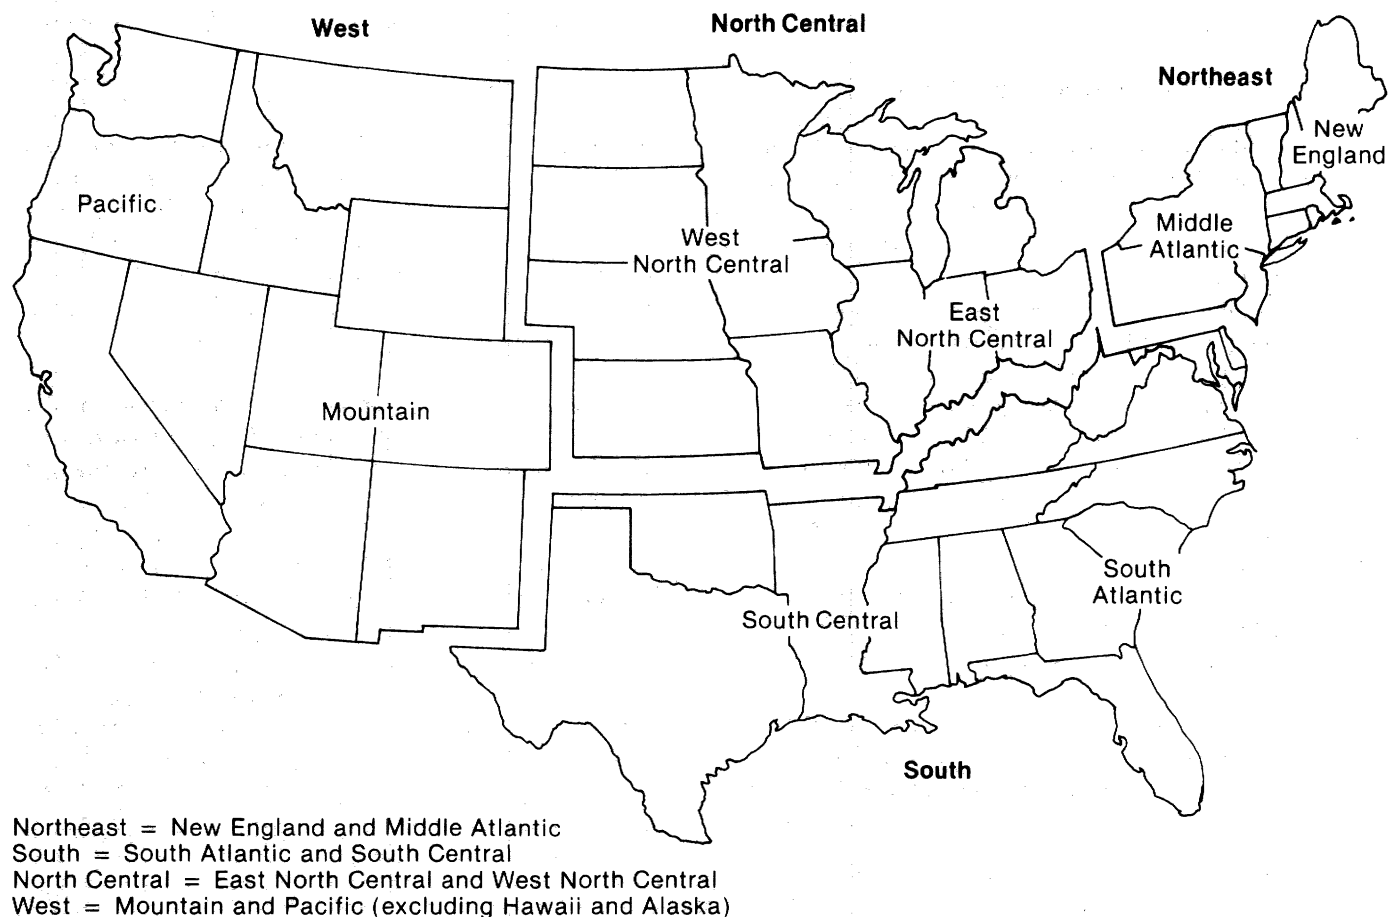 West
North Central
Northeast
New
England
Pacific
Middle
Atlantic
West
North Central
East
North Central
Mountain
South
Atlantic
South Central
South
Northeast = New England and Middle Atlantic
South = South Atlantic and South Central
North Central = East North Central and West North Central
West = Mountain and Pacific (excluding Hawaii and Alaska)